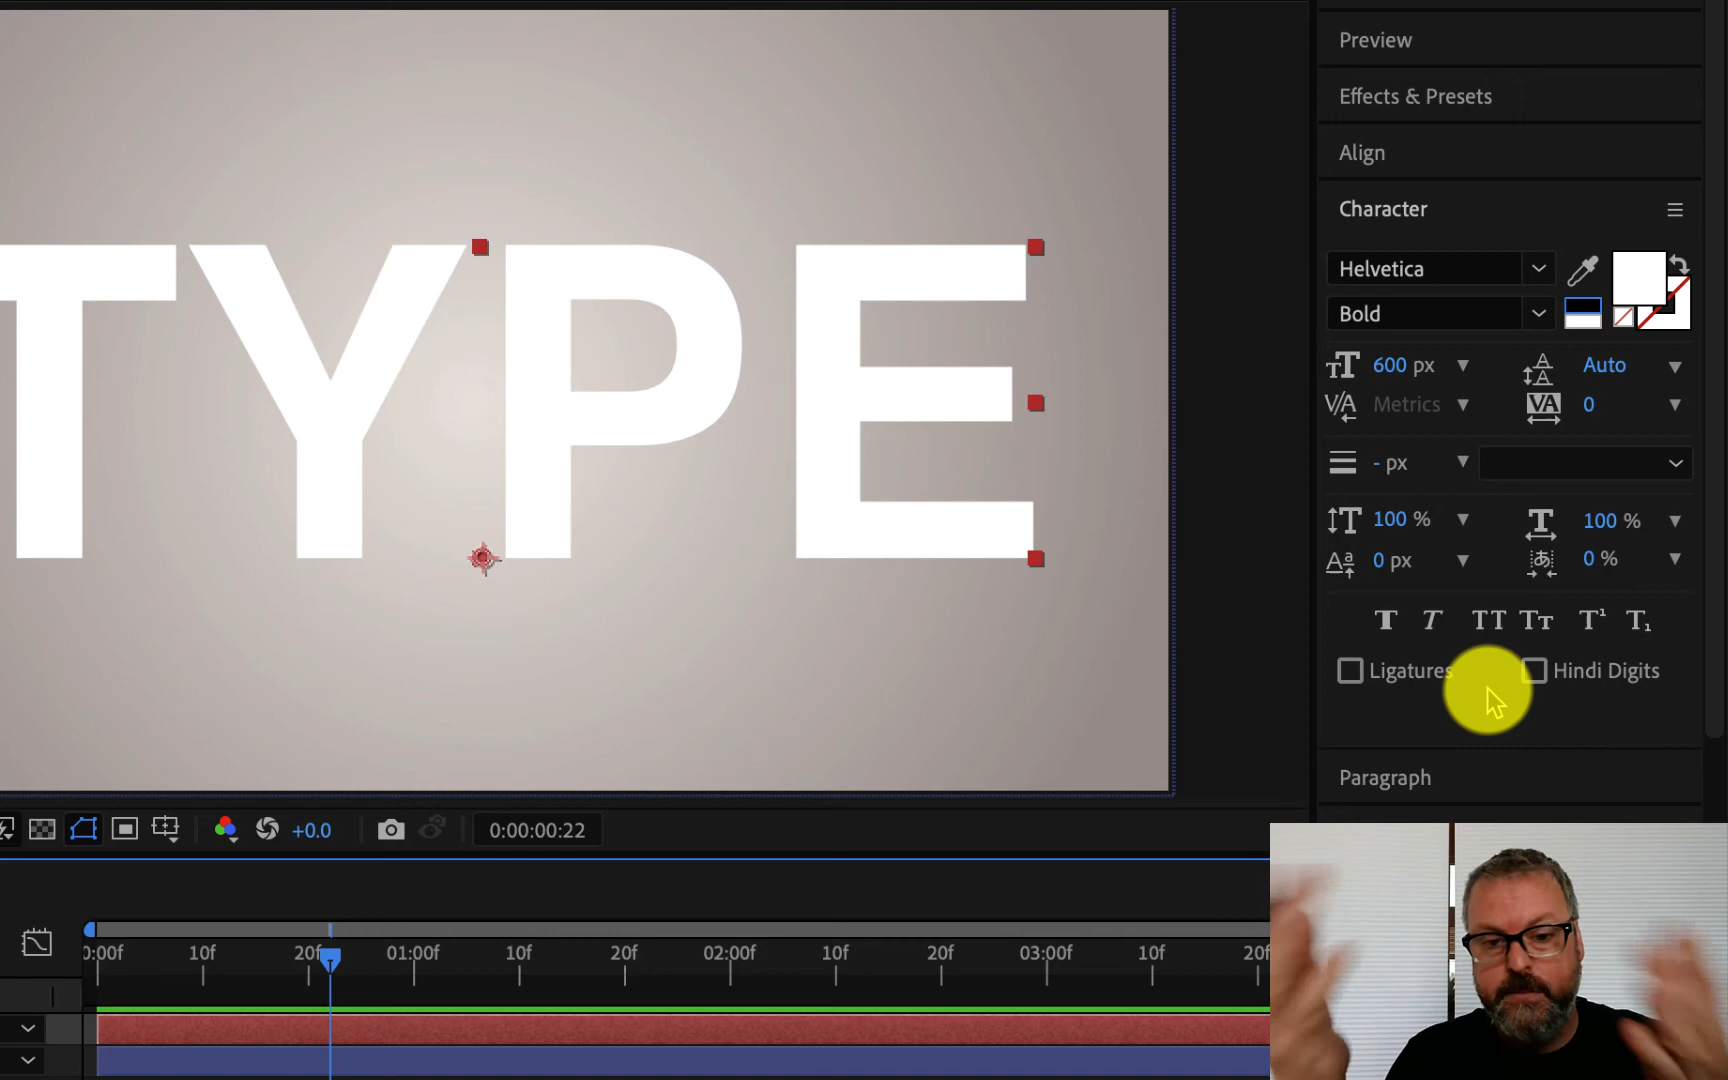 Preview
Effects & Presets
Align
Character
TYPE
Helvetica
Bold
600 px
Auto
Metrics
0
- px
100 %
100 %
0 px
0 %
T T TT Tт T¹ T₁
Ligatures
Hindi Digits
Paragraph
+0.0
0:00:00:22
0:00f 10f 20f 01:00f 10f 20f 02:00f 10f 20f 03:00f 10f 20f